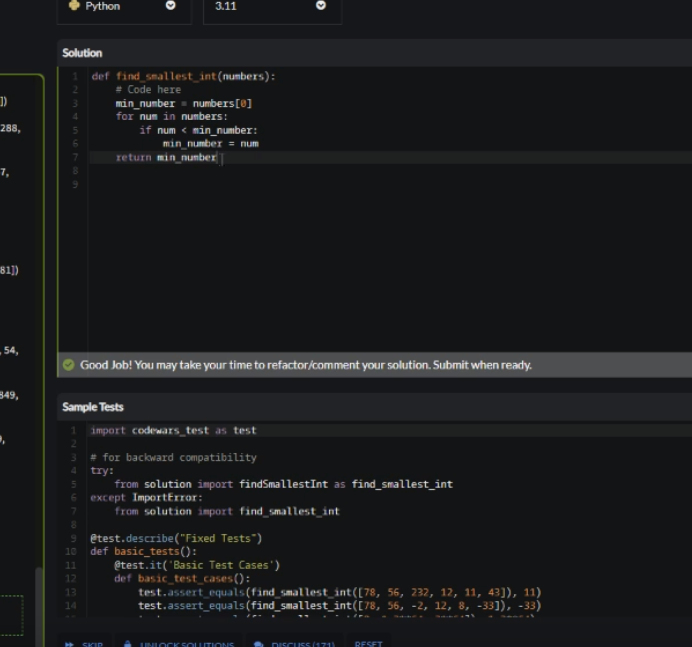 Python
3.11
Solution
])
288,
7,
81])
, 54,
849,
),
1 def find_smallest_int(numbers):
2 # Code here
3 min_number = numbers[0]
4 for num in numbers:
5 if num < min_number:
6 min_number = num
7 return min_number
8
9
Good Job! You may take your time to refactor/comment your solution. Submit when ready.
Sample Tests
1 import codewars_test as test
2
3 # for backward compatibility
4 try:
5 from solution import findSmallestInt as find_smallest_int
6 except ImportError:
7 from solution import find_smallest_int
8
9 @test.describe("Fixed Tests")
10 def basic_tests():
11 @test.it('Basic Test Cases')
12 def basic_test_cases():
13 test.assert_equals(find_smallest_int([78, 56, 232, 12, 11, 43]), 11)
14 test.assert_equals(find_smallest_int([78, 56, -2, 12, 8, -33]), -33)
SKIP UNLOCK SOLUTIONS DISCUSS (171) RESET